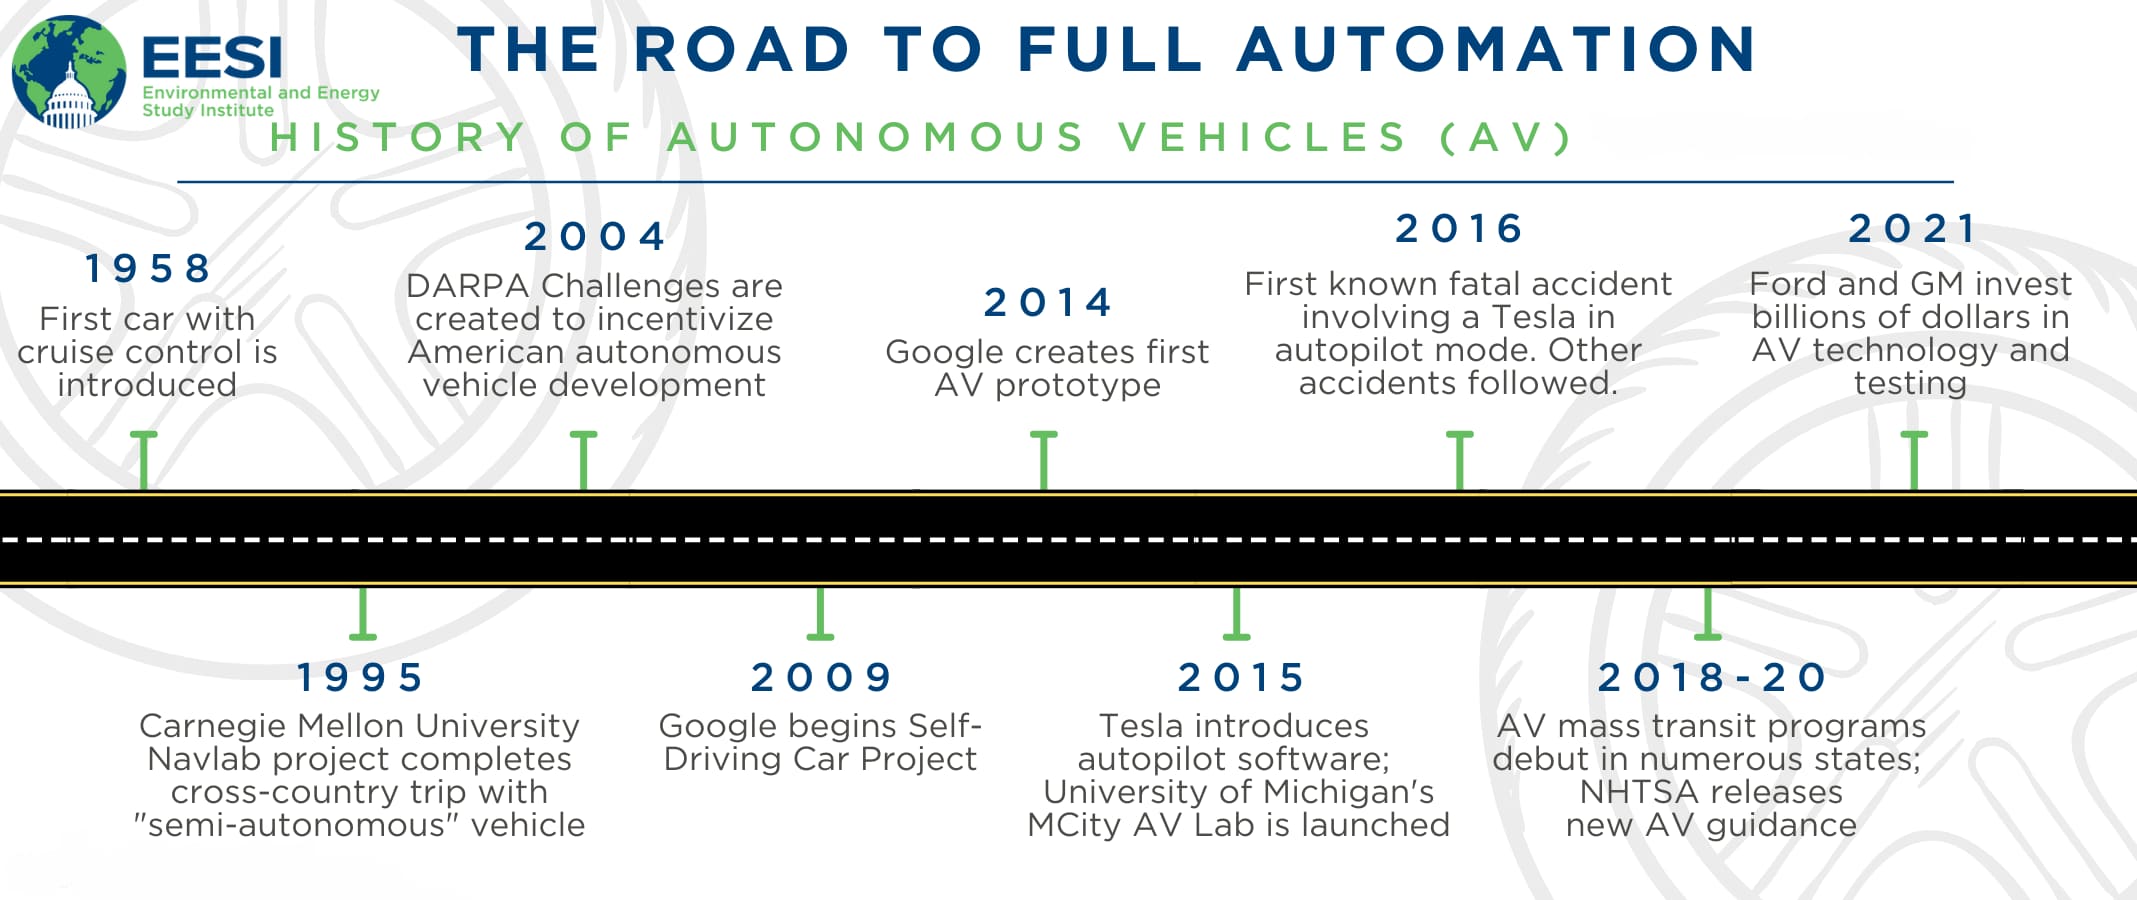 EESI
Environmental and Energy
Study Institute
THE ROAD TO FULL AUTOMATION
HISTORY OF AUTONOMOUS VEHICLES (AV)
1958
First car with
cruise control is
introduced
1995
Carnegie Mellon University
Navlab project completes
cross-country trip with
"semi-autonomous" vehicle
2004
DARPA Challenges are
created to incentivize
American autonomous
vehicle development
2009
Google begins Self-
Driving Car Project
2014
Google creates first
AV prototype
2015
Tesla introduces
autopilot software;
University of Michigan's
MCity AV Lab is launched
2016
First known fatal accident
involving a Tesla in
autopilot mode. Other
accidents followed.
2018-20
AV mass transit programs
debut in numerous states;
NHTSA releases
new AV guidance
2021
Ford and GM invest
billions of dollars in
AV technology and
testing